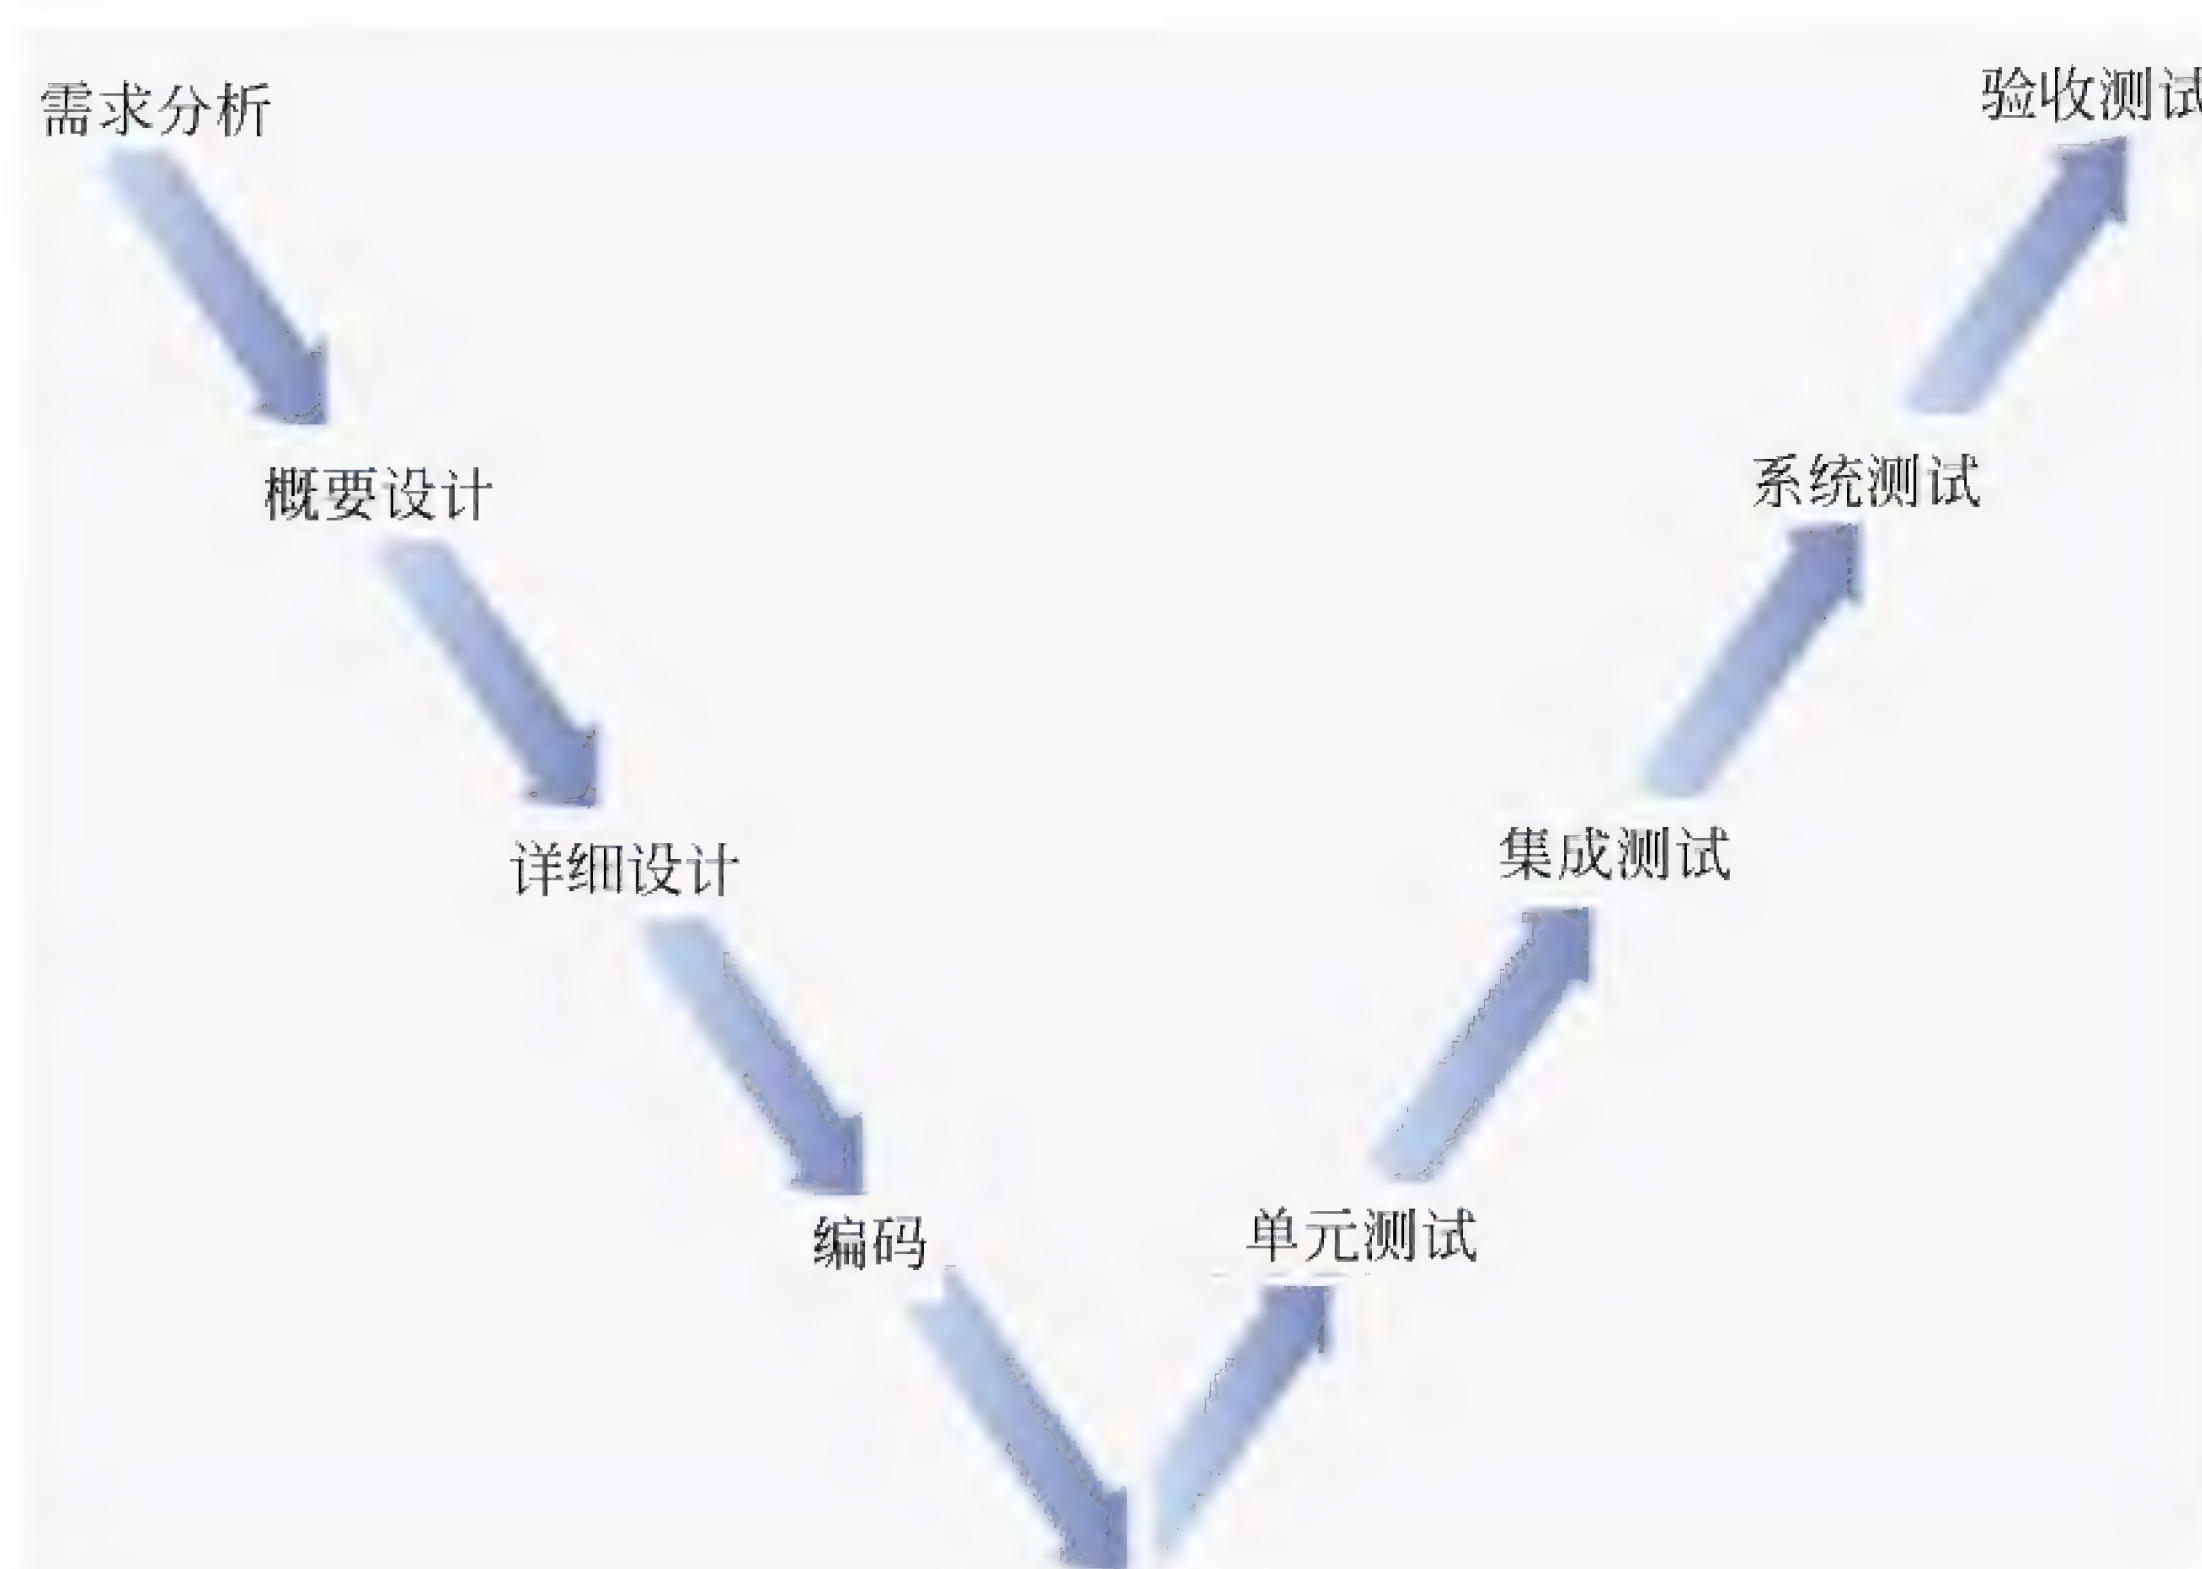 需求分析
验收测试
概要设计
系统测试
详细设计
集成测试
编码
单元测试